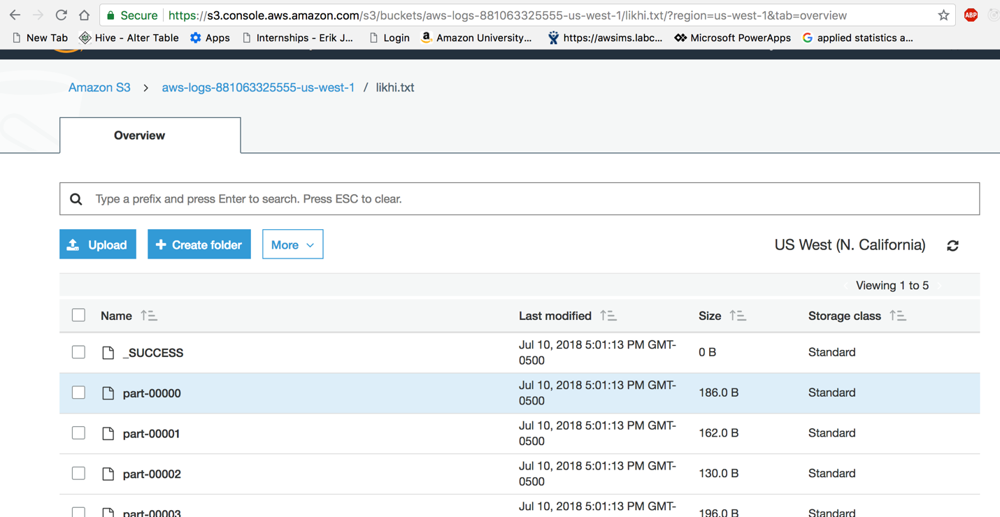 Secure https://s3.console.aws.amazon.com/s3/buckets/aws-logs-881063325555-us-west-1/likhi.txt/?region=us-west-1&tab=overview ABP
New Tab Hive - Alter Table Apps Internships - Erik J... Login Amazon University... https://awsims.labc... Microsoft PowerApps applied statistics a...
Amazon S3 > aws-logs-881063325555-us-west-1 / likhi.txt
Overview
Type a prefix and press Enter to search. Press ESC to clear.
Upload + Create folder More US West (N. California)
Viewing 1 to 5
Name Last modified Size Storage class
_SUCCESS Jul 10, 2018 5:01:13 PM GMT- 0 B Standard
0500
part-00000 Jul 10, 2018 5:01:13 PM GMT- 186.0 B Standard
0500
part-00001 Jul 10, 2018 5:01:13 PM GMT- 162.0 B Standard
0500
part-00002 Jul 10, 2018 5:01:13 PM GMT- 130.0 B Standard
0500
part-00003 Jul 10, 2018 5:01:13 PM GMT- 196.0 B Standard